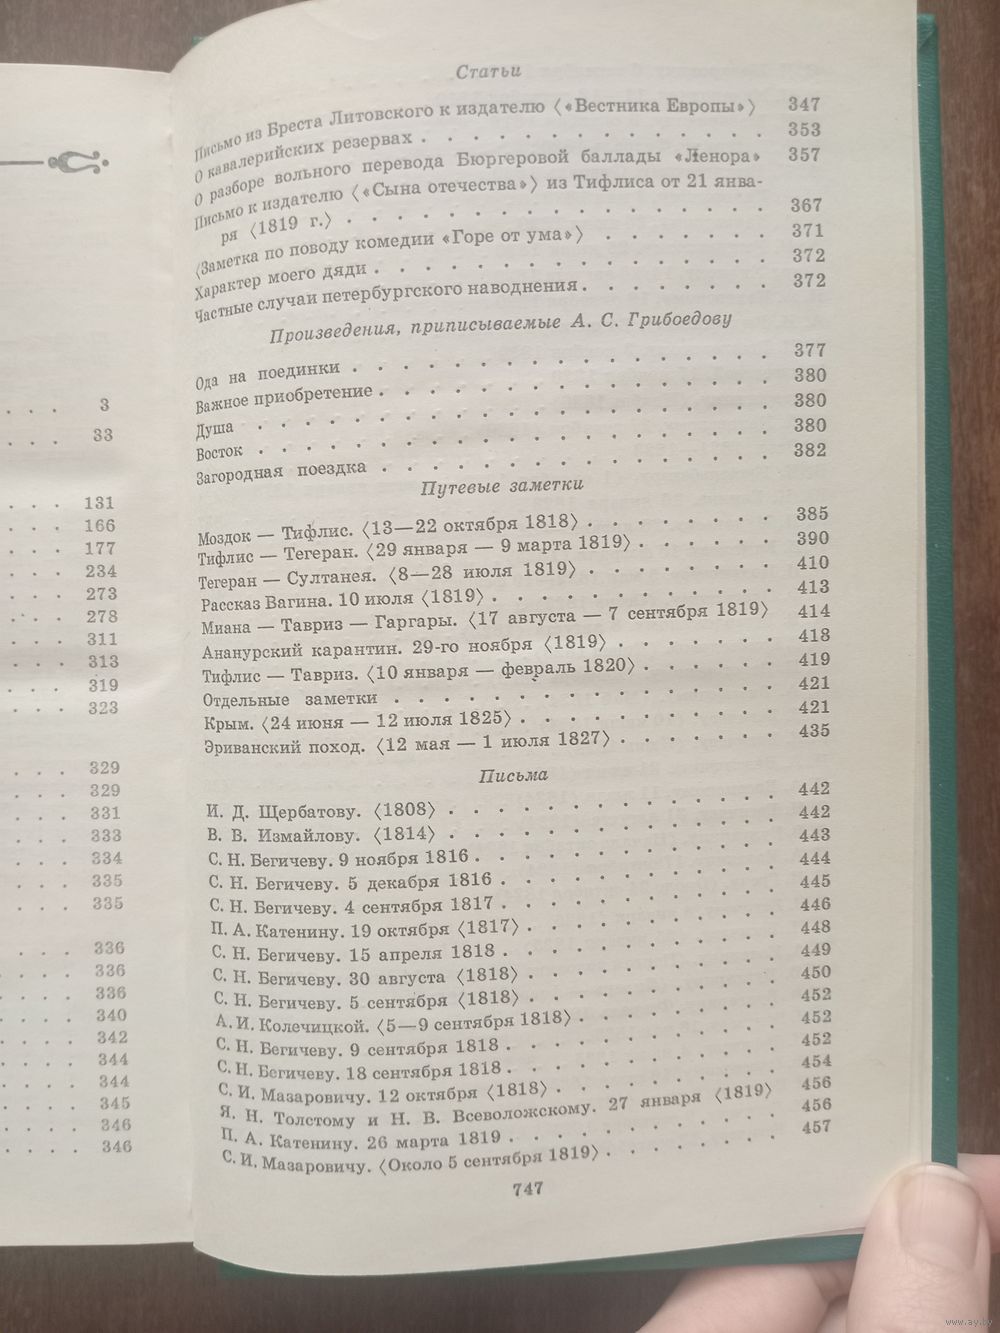 3
33
131
166
177
234
273
278
311
313
319
323
329
329
331
333
334
335
335
336
336
336
340
342
344
344
345
346
346
Статьи
Письмо из Бреста Литовского к издателю 〈«Вестника Европы»〉 347
О кавалерийских резервах . . . . . . . . . . . . . . 353
О разборе вольного перевода Бюргеровой баллады «Ленора» 357
Письмо к издателю 〈«Сына отечества»〉 из Тифлиса от 21 янва-
ря 〈1819 г.〉 . . . . . . . . . . . . . . . . . 367
〈Заметка по поводу комедии «Горе от ума»〉 . . . . . . . 371
Характер моего дяди . . . . . . . . . . . . . . . . 372
Частные случаи петербургского наводнения . . . . . . . . 372
Произведения, приписываемые А. С. Грибоедову
Ода на поединки . . . . . . . . . . . . . . . . . 377
Важное приобретение . . . . . . . . . . . . . . . . 380
Душа . . . . . . . . . . . . . . . . . . . . . 380
Восток . . . . . . . . . . . . . . . . . . . . . 380
Загородная поездка . . . . . . . . . . . . . . . . 382
Путевые заметки
Моздок — Тифлис. 〈13—22 октября 1818〉 . . . . . . . . 385
Тифлис — Тегеран. 〈29 января — 9 марта 1819〉 . . . . . . 390
Тегеран — Султанея. 〈8—28 июля 1819〉 . . . . . . . . 410
Рассказ Вагина. 10 июля 〈1819〉 . . . . . . . . . . . . 413
Миана — Тавриз — Гаргары. 〈17 августа — 7 сентября 1819〉 414
Ананурский карантин. 29-го ноября 〈1819〉 . . . . . . . 418
Тифлис — Тавриз. 〈10 января — февраль 1820〉 . . . . . . 419
Отдельные заметки . . . . . . . . . . . . . . . . 421
Крым. 〈24 июня — 12 июля 1825〉 . . . . . . . . . . . 421
Эриванский поход. 〈12 мая — 1 июля 1827〉 . . . . . . . 435
Письма
И. Д. Щербатову. 〈1808〉 . . . . . . . . . . . . . . 442
В. В. Измайлову. 〈1814〉 . . . . . . . . . . . . . . 442
С. Н. Бегичеву. 9 ноября 1816 . . . . . . . . . . . . . 443
С. Н. Бегичеву. 5 декабря 1816 . . . . . . . . . . . . 444
С. Н. Бегичеву. 4 сентября 1817 . . . . . . . . . . . . 445
П. А. Катенину. 19 октября 〈1817〉 . . . . . . . . . . . 446
С. Н. Бегичеву. 15 апреля 1818 . . . . . . . . . . . . 448
С. Н. Бегичеву. 30 августа 〈1818〉 . . . . . . . . . . . 449
С. Н. Бегичеву. 5 сентября 〈1818〉 . . . . . . . . . . . 450
А. И. Колечицкой. 〈5—9 сентября 1818〉 . . . . . . . . . 452
С. Н. Бегичеву. 9 сентября 1818 . . . . . . . . . . . . 452
С. Н. Бегичеву. 18 сентября 1818 . . . . . . . . . . . . 452
С. И. Мазаровичу. 12 октября 〈1818〉 . . . . . . . . . . 454
Я. Н. Толстому и Н. В. Всеволожскому. 27 января 〈1819〉 456
П. А. Катенину. 26 марта 1819 . . . . . . . . . . . . 456
С. И. Мазаровичу. 〈Около 5 сентября 1819〉 . . . . . . . . 457
747
www.ay.by